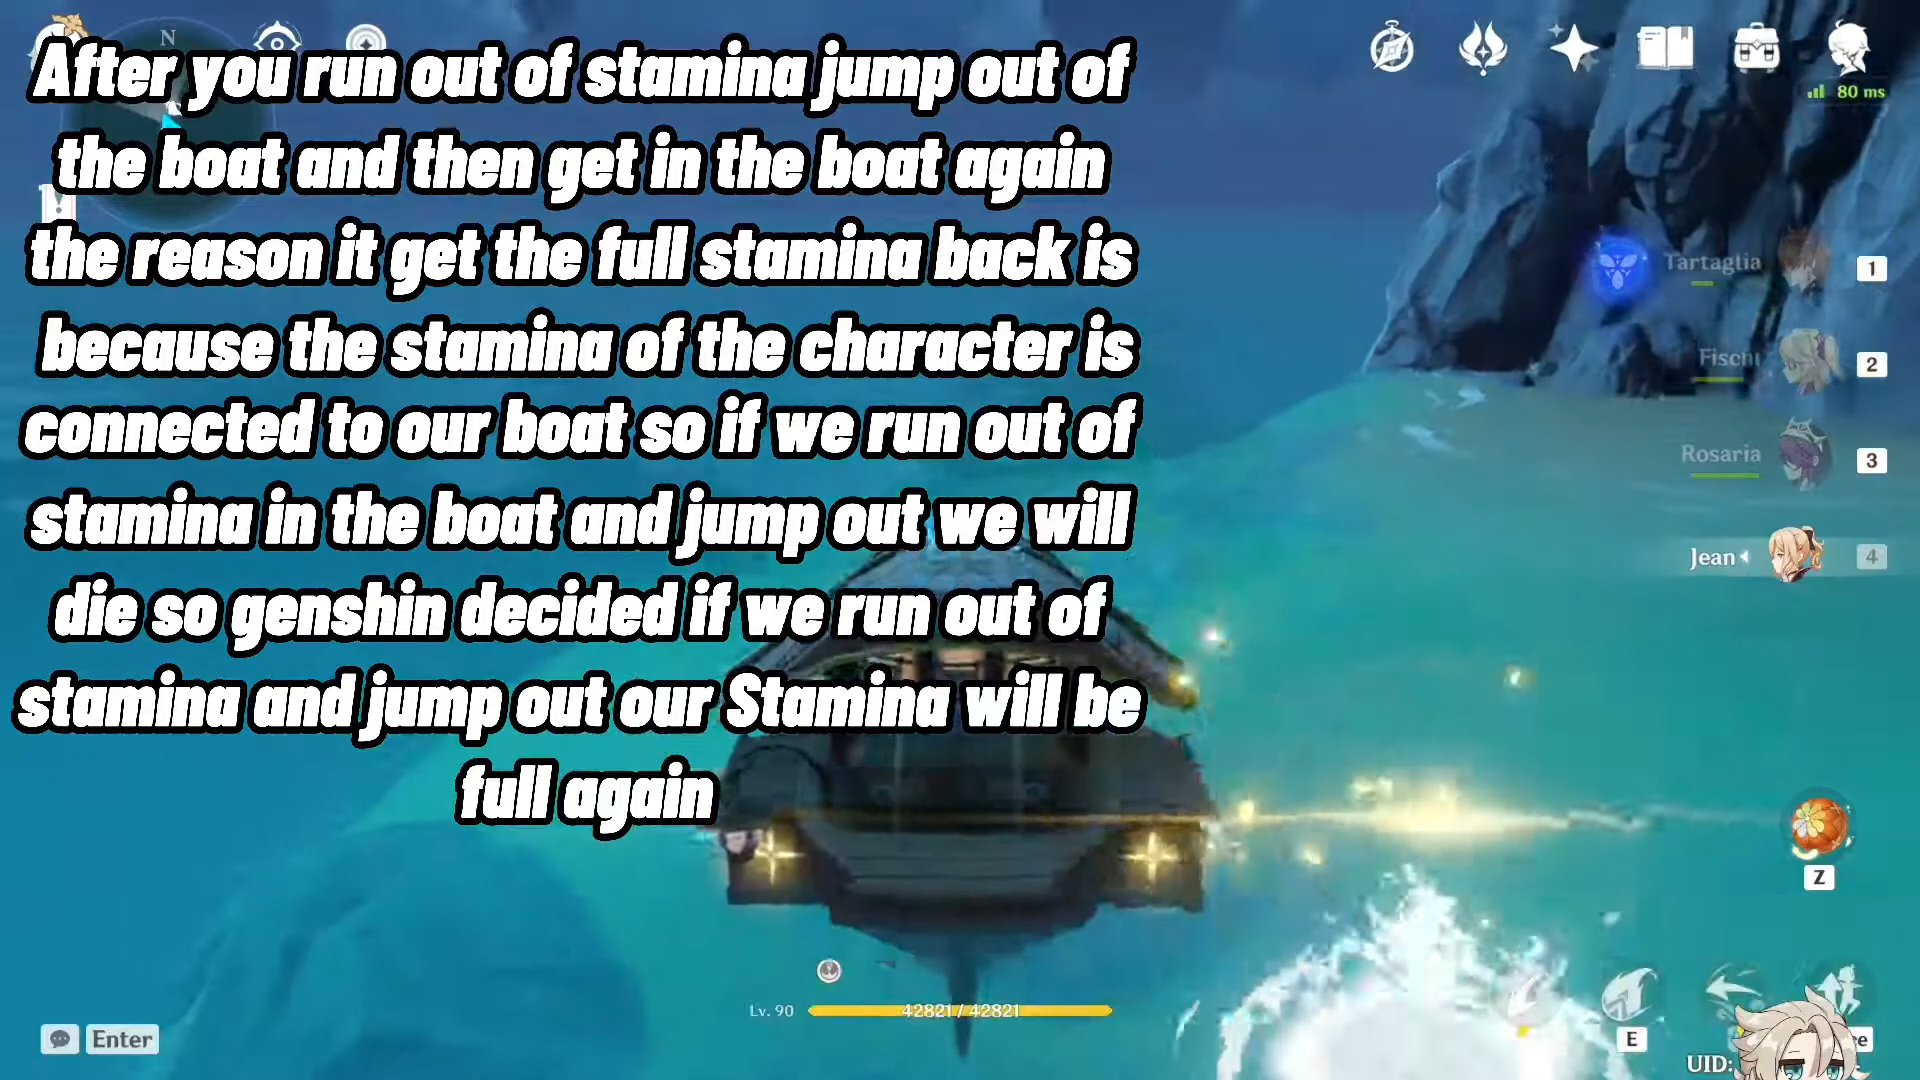 N
After you run out of stamina jump out of
the boat and then get in the boat again
the reason it get the full stamina back is
because the stamina of the character is
connected to our boat so if we run out of
stamina in the boat and jump out we will
die so genshin decided if we run out of
stamina and jump out our Stamina will be
full again
80 ms
Tartaglia
1
Fischl
2
Rosaria
3
Jean
4
Z
Lv. 90
42821 / 42821
Enter
E
UID: